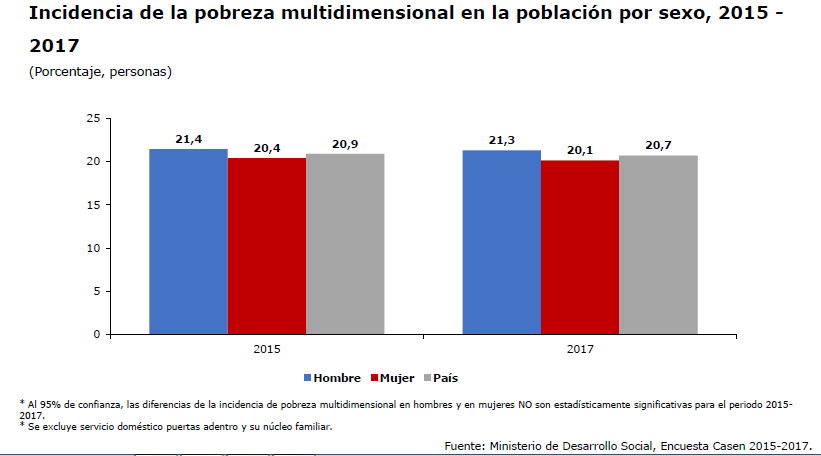 Incidencia de la pobreza multidimensional en la población por sexo, 2015 -
2017
(Porcentaje, personas)
25
20
15
10
5
0
21,4
20,4
20,9
21,3
20,1
20,7
2015
2017
Hombre Mujer País
* Al 95% de confianza, las diferencias de la incidencia de pobreza multidimensional en hombres y en mujeres NO son estadísticamente significativas para el periodo 2015-
2017.
* Se excluye servicio doméstico puertas adentro y su núcleo familiar.
Fuente: Ministerio de Desarrollo Social, Encuesta Casen 2015-2017.